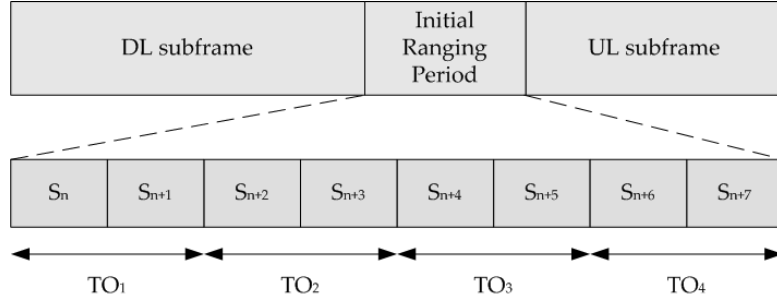 DL subframe
Initial
Ranging
Period
UL subframe
Sₙ
Sₙ₊₁
Sₙ₊₂
Sₙ₊₃
Sₙ₊₄
Sₙ₊₅
Sₙ₊₆
Sₙ₊₇
TO₁
TO₂
TO₃
TO₄